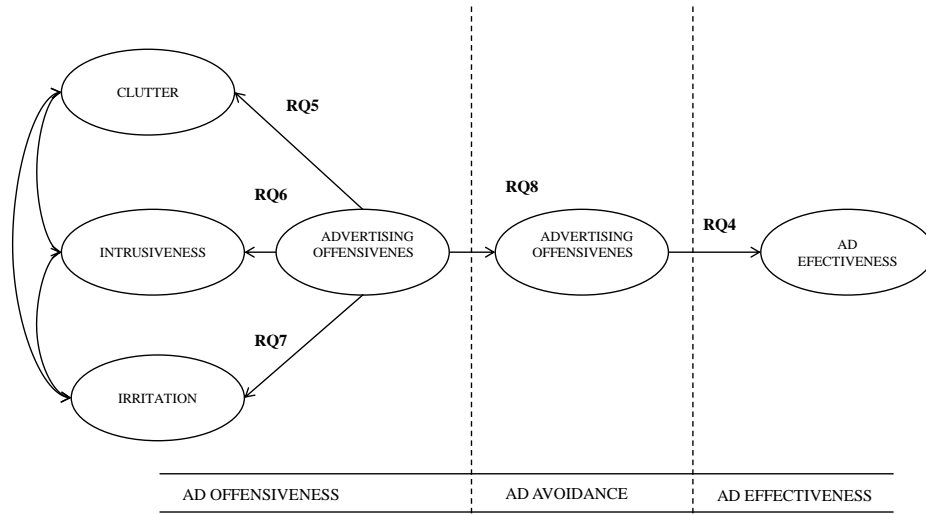 CLUTTER
RQ5
RQ6
RQ8
RQ4
INTRUSIVENESS
ADVERTISING
OFFENSIVENES
ADVERTISING
OFFENSIVENES
AD
EFECTIVENESS
RQ7
IRRITATION
AD OFFENSIVENESS
AD AVOIDANCE
AD EFFECTIVENESS